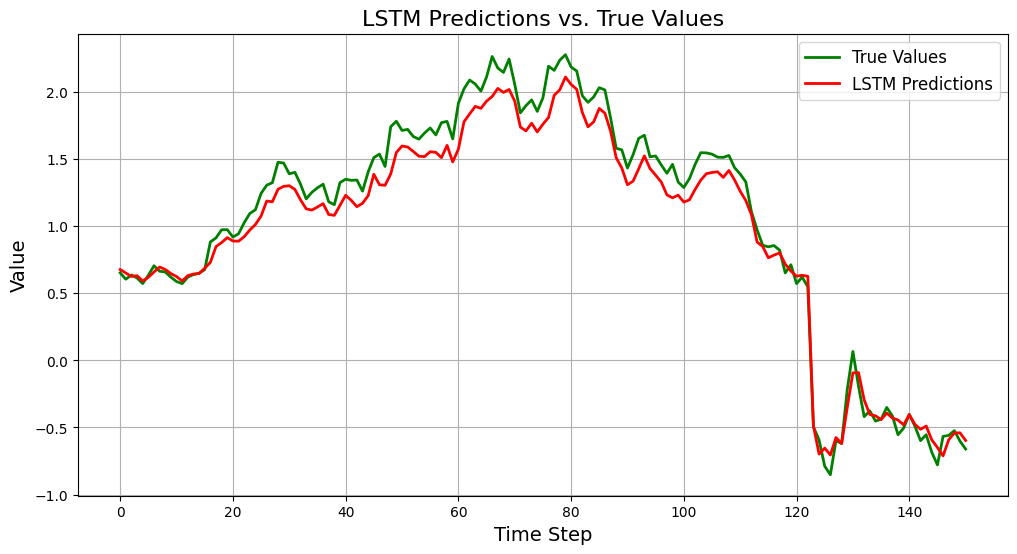 LSTM Predictions vs. True Values
True Values
LSTM Predictions
Value
2.0
1.5
1.0
0.5
0.0
−0.5
−1.0
0 20 40 60 80 100 120 140
Time Step